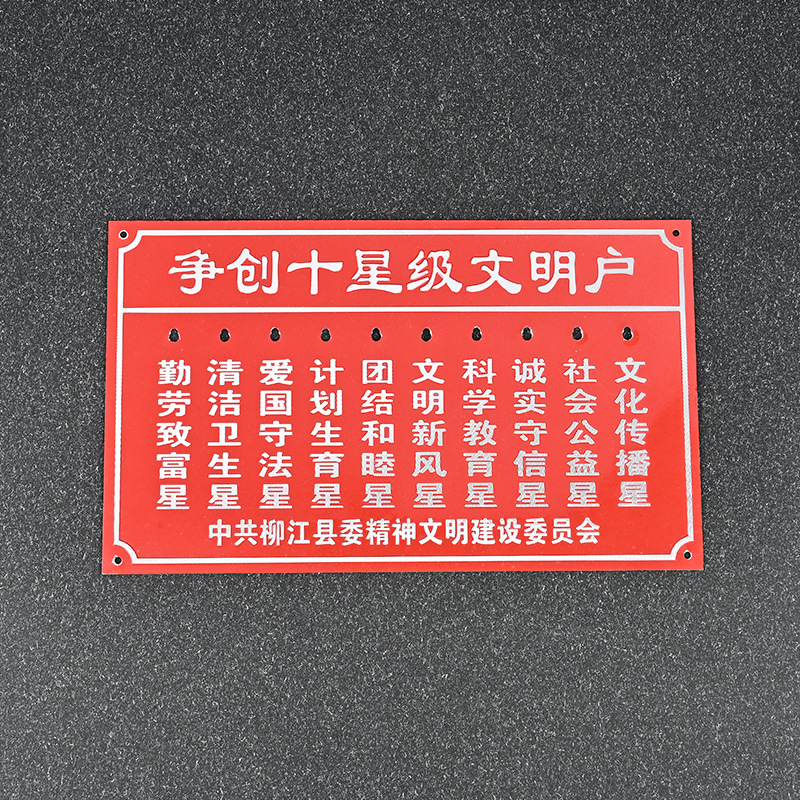 争创十星级文明户
勤劳致富星
清洁卫生星
爱国守法星
计划生育星
团结和睦星
文明新风星
科学教育星
诚实守信星
社会公益星
文化传播星
中共柳江县委精神文明建设委员会